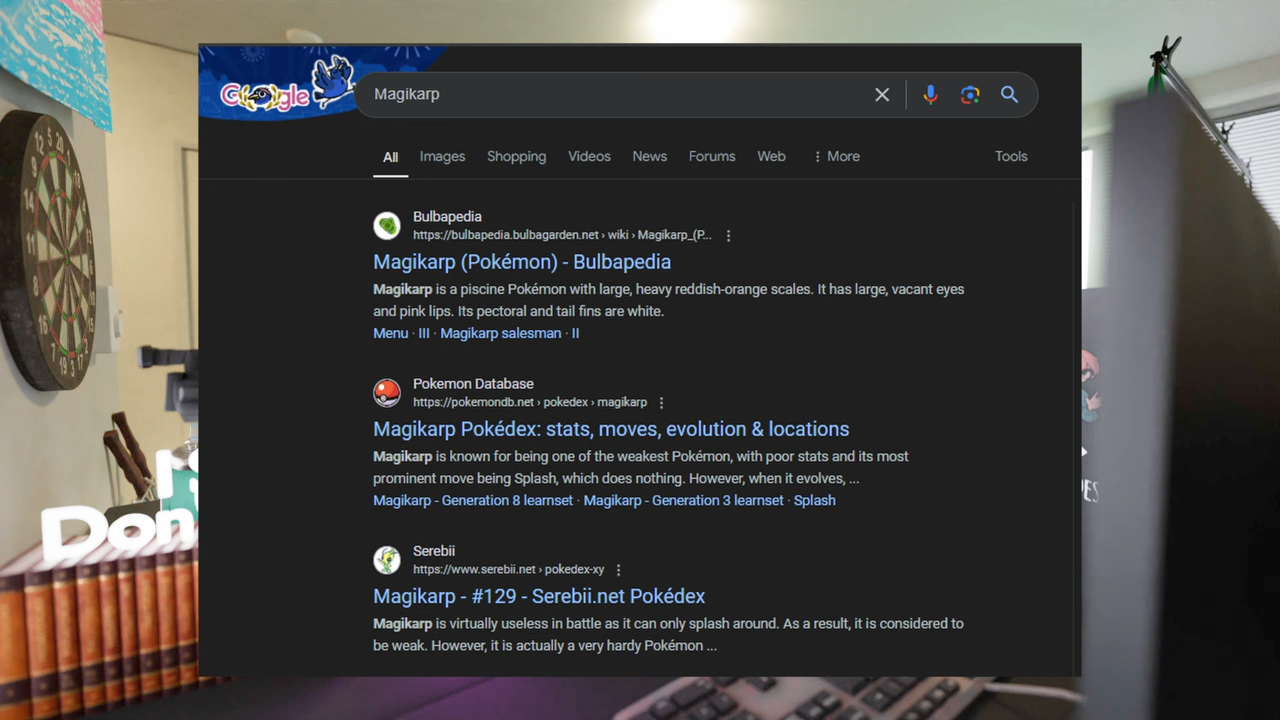 Google
Magikarp
All Images Shopping Videos News Forums Web More Tools
Bulbapedia
https://bulbapedia.bulbagarden.net › wiki › Magikarp_(P...
Magikarp (Pokémon) - Bulbapedia
Magikarp is a piscine Pokémon with large, heavy reddish-orange scales. It has large, vacant eyes
and pink lips. Its pectoral and tail fins are white.
Menu · III · Magikarp salesman · II
Pokemon Database
https://pokemondb.net › pokedex › magikarp
Magikarp Pokédex: stats, moves, evolution & locations
Magikarp is known for being one of the weakest Pokémon, with poor stats and its most
prominent move being Splash, which does nothing. However, when it evolves, ...
Magikarp - Generation 8 learnset · Magikarp - Generation 3 learnset · Splash
Serebii
https://www.serebii.net › pokedex-xy
Magikarp - #129 - Serebii.net Pokédex
Magikarp is virtually useless in battle as it can only splash around. As a result, it is considered to
be weak. However, it is actually a very hardy Pokémon ...
Don
12 5 20